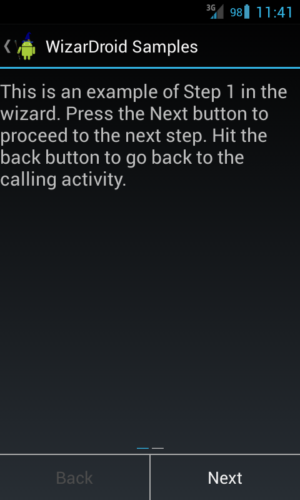 3G 98 11:41
WizarDroid Samples
This is an example of Step 1 in the
wizard. Press the Next button to
proceed to the next step. Hit the
back button to go back to the
calling activity.
Back Next